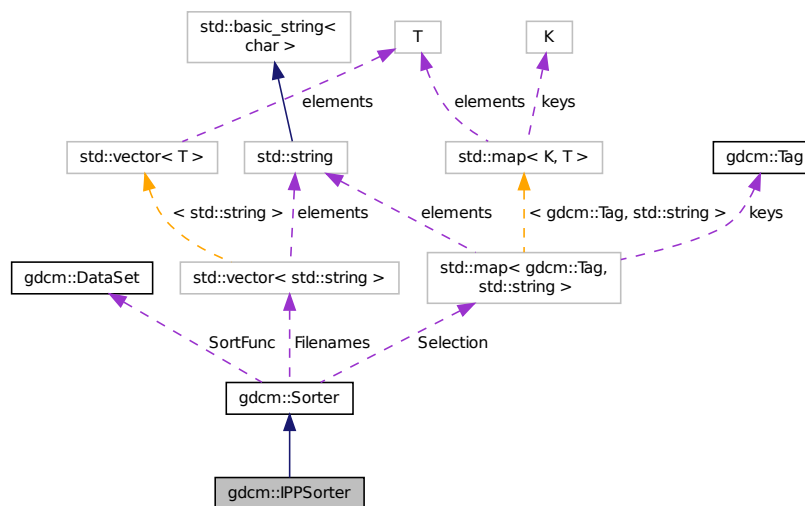 std::basic_string<
char >
T
K
elements
elements
keys
std::vector< T >
std::string
std::map< K, T >
gdcm::Tag
< std::string >
elements
elements
< gdcm::Tag, std::string >
keys
gdcm::DataSet
std::vector< std::string >
std::map< gdcm::Tag,
std::string >
SortFunc
Filenames
Selection
gdcm::Sorter
gdcm::IPPSorter